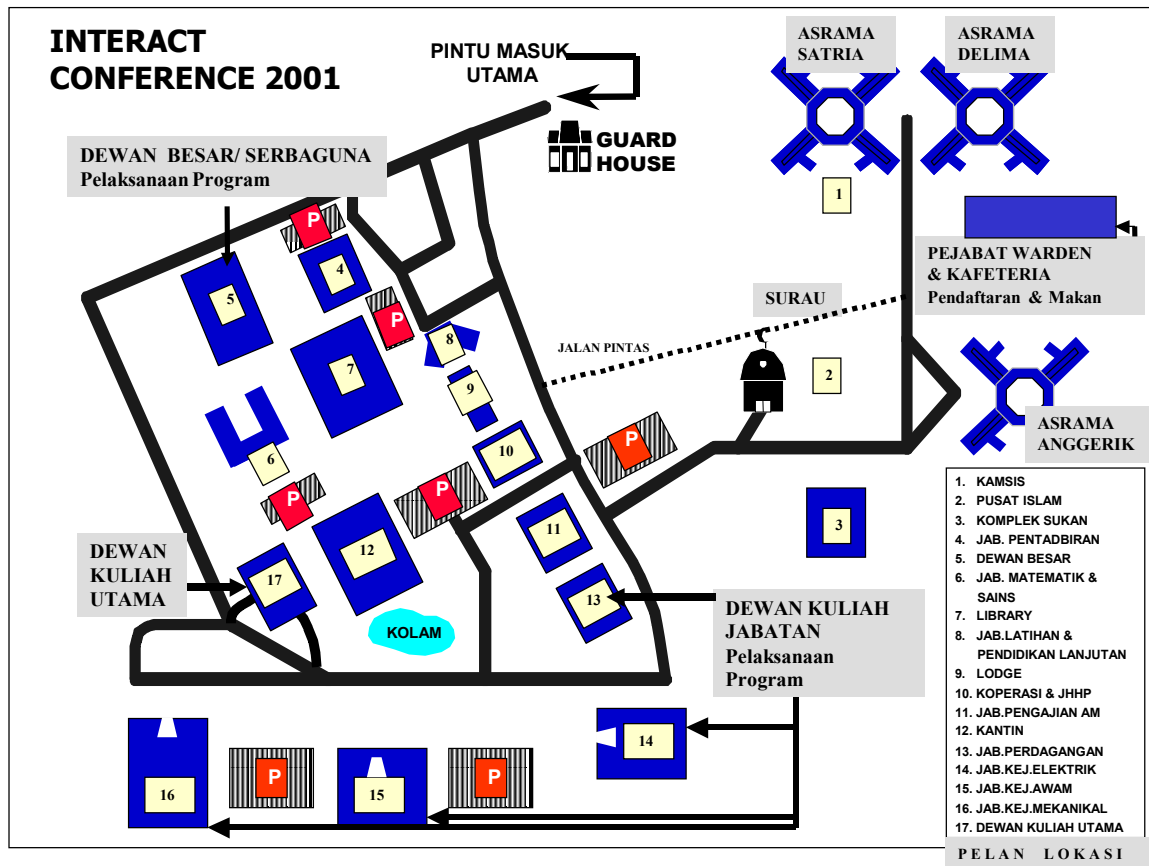 INTERACT
CONFERENCE 2001
PINTU MASUK
UTAMA
GUARD
HOUSE
ASRAMA
SATRIA
ASRAMA
DELIMA
DEWAN BESAR/ SERBAGUNA
Pelaksanaan Program
P
4
5
P
1
PEJABAT WARDEN
& KAFETERIA
Pendaftaran & Makan
SURAU
JALAN PINTAS
8
7
9
2
ASRAMA
ANGGERIK
6
10
P
P
P
11
12
3
DEWAN
KULIAH
UTAMA
17
13
KOLAM
DEWAN KULIAH
JABATAN
Pelaksanaan
Program
14
16
P
15
P
1. KAMSIS
2. PUSAT ISLAM
3. KOMPLEK SUKAN
4. JAB. PENTADBIRAN
5. DEWAN BESAR
6. JAB. MATEMATIK &
SAINS
7. LIBRARY
8. JAB.LATIHAN &
PENDIDIKAN LANJUTAN
9. LODGE
10. KOPERASI & JHHP
11. JAB.PENGAJIAN AM
12. KANTIN
13. JAB.PERDAGANGAN
14. JAB.KEJ.ELEKTRIK
15. JAB.KEJ.AWAM
16. JAB.KEJ.MEKANIKAL
17. DEWAN KULIAH UTAMA
PELAN LOKASI